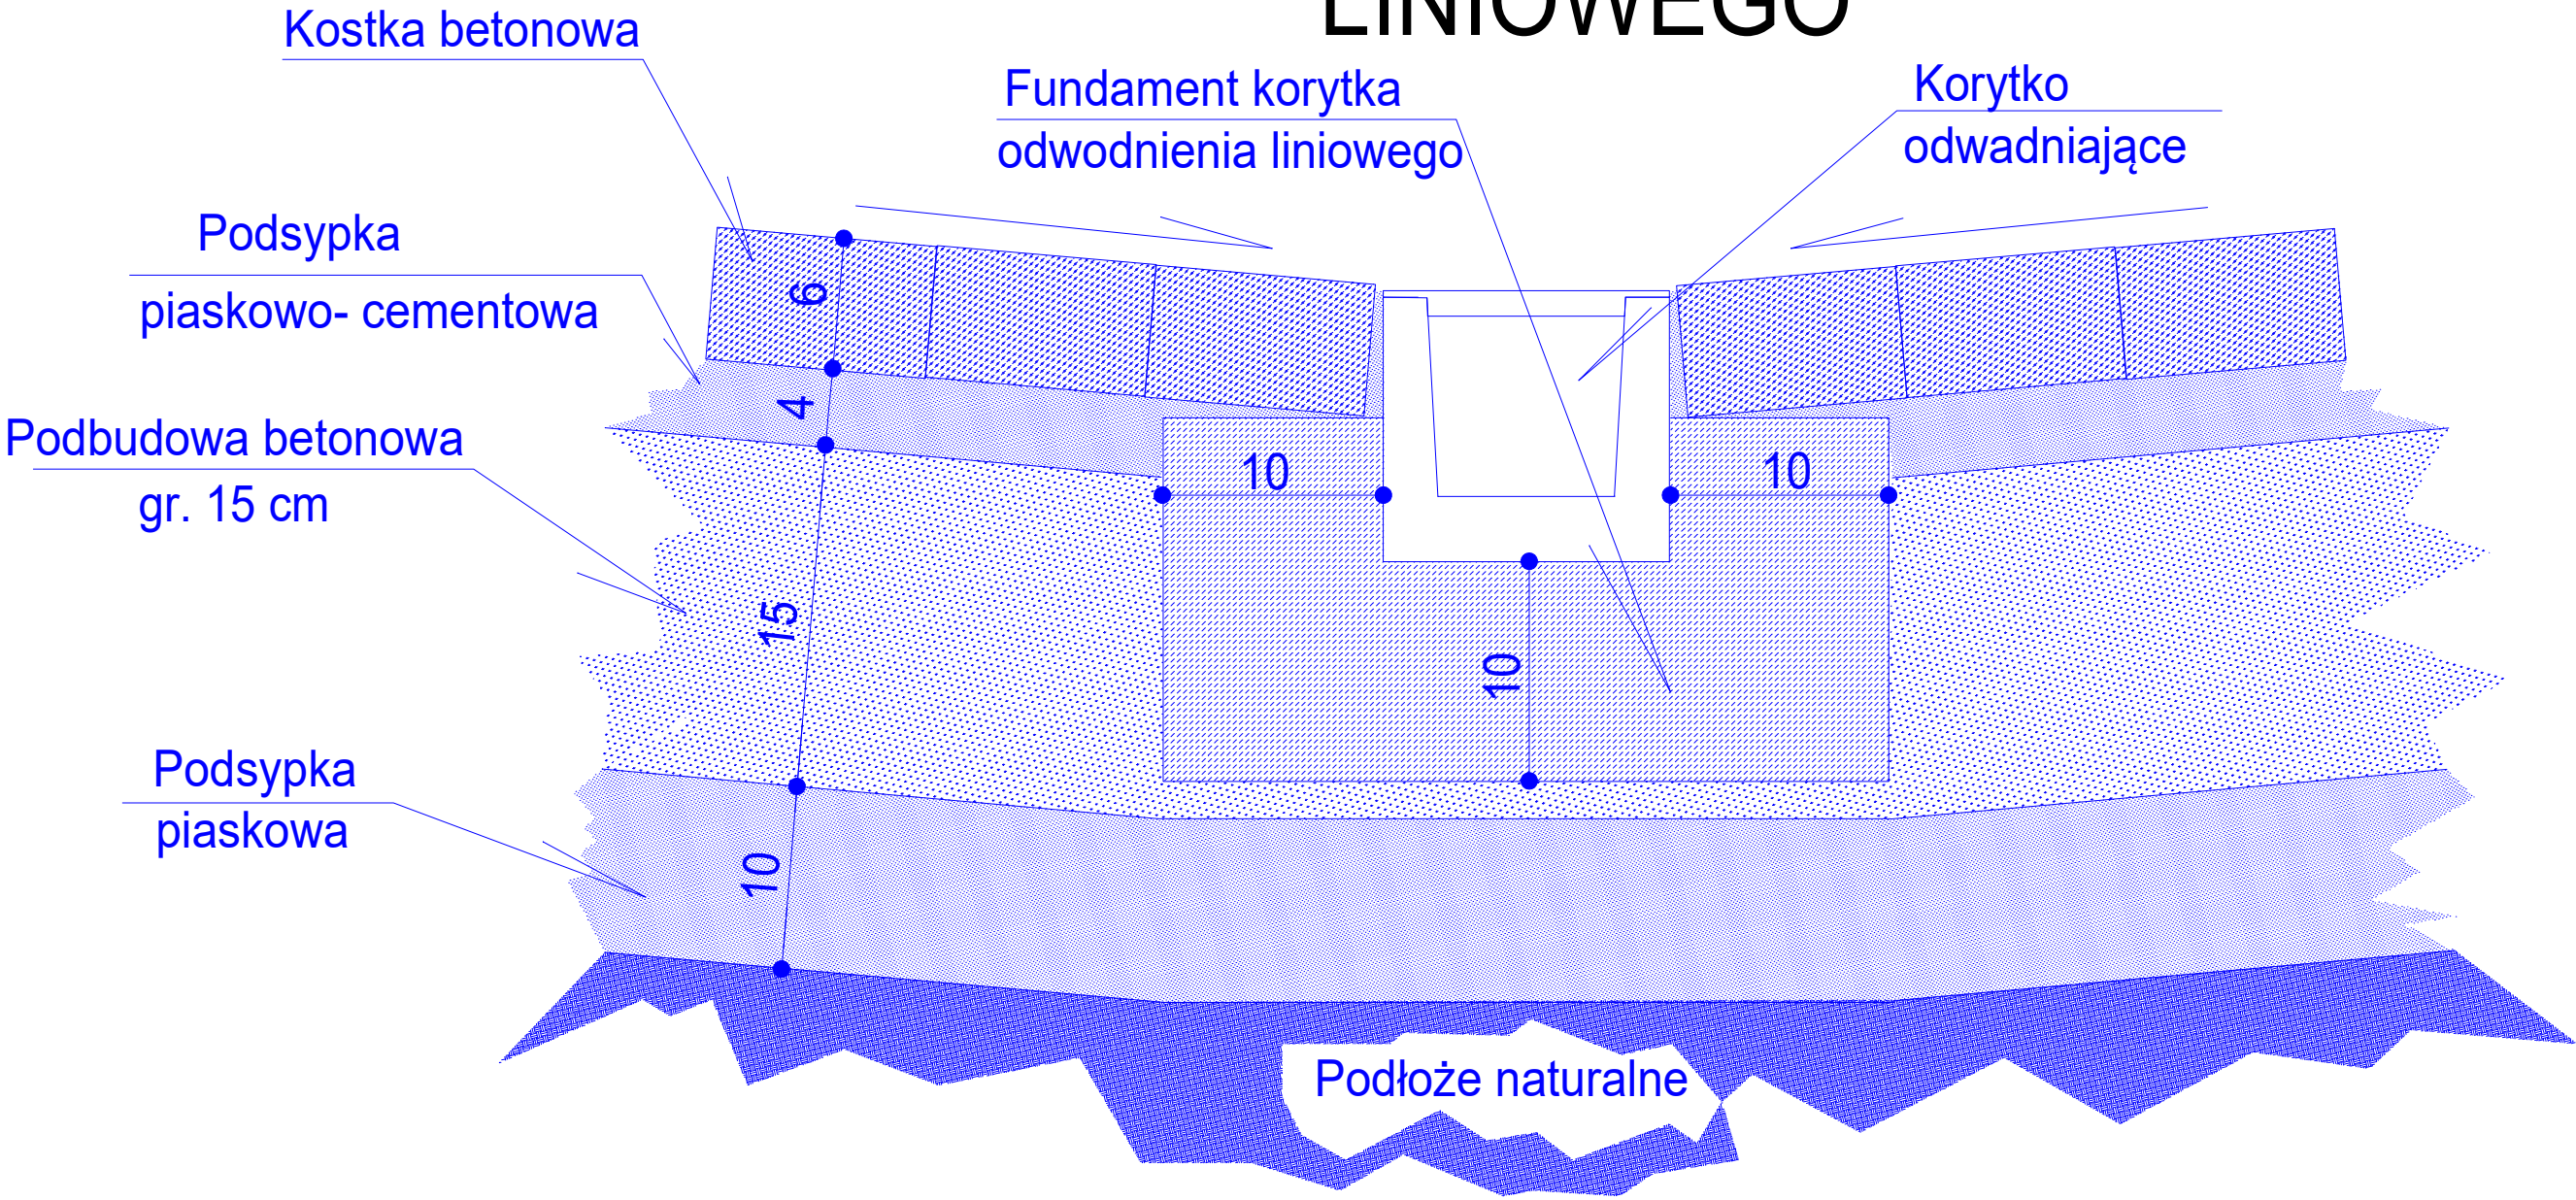 LINIOWEGO
Kostka betonowa
Fundament korytka
odwodnienia liniowego
Korytko
odwadniające
Podsypka
piaskowo- cementowa
Podbudowa betonowa
gr. 15 cm
Podsypka
piaskowa
6
4
15
10
10
10
10
Podłoże naturalne